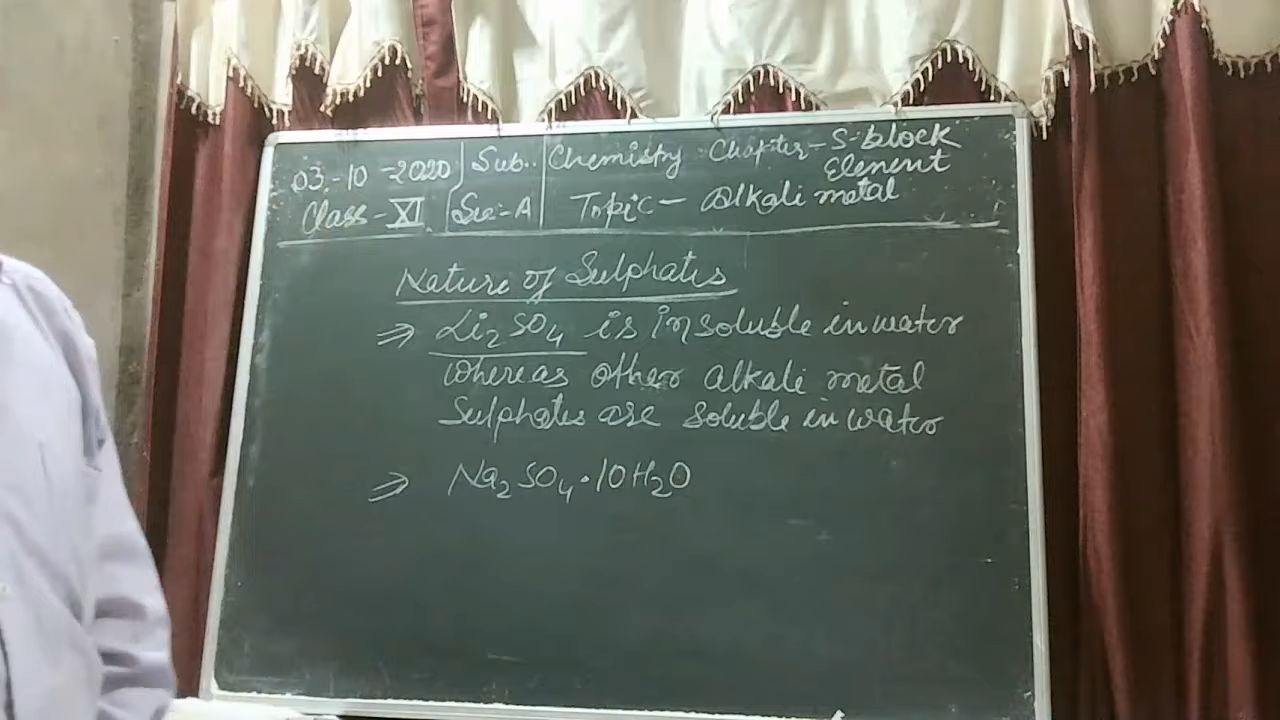 03-10-2020 Sub.. Chemistry Chapter- S-block
Element
Class-XI Sec-A Topic- Alkali metal
Nature of Sulphates
⇒ Li₂SO₄ is insoluble in water
whereas other alkali metal
Sulphates are soluble in water
⇒ Na₂SO₄·10H₂O